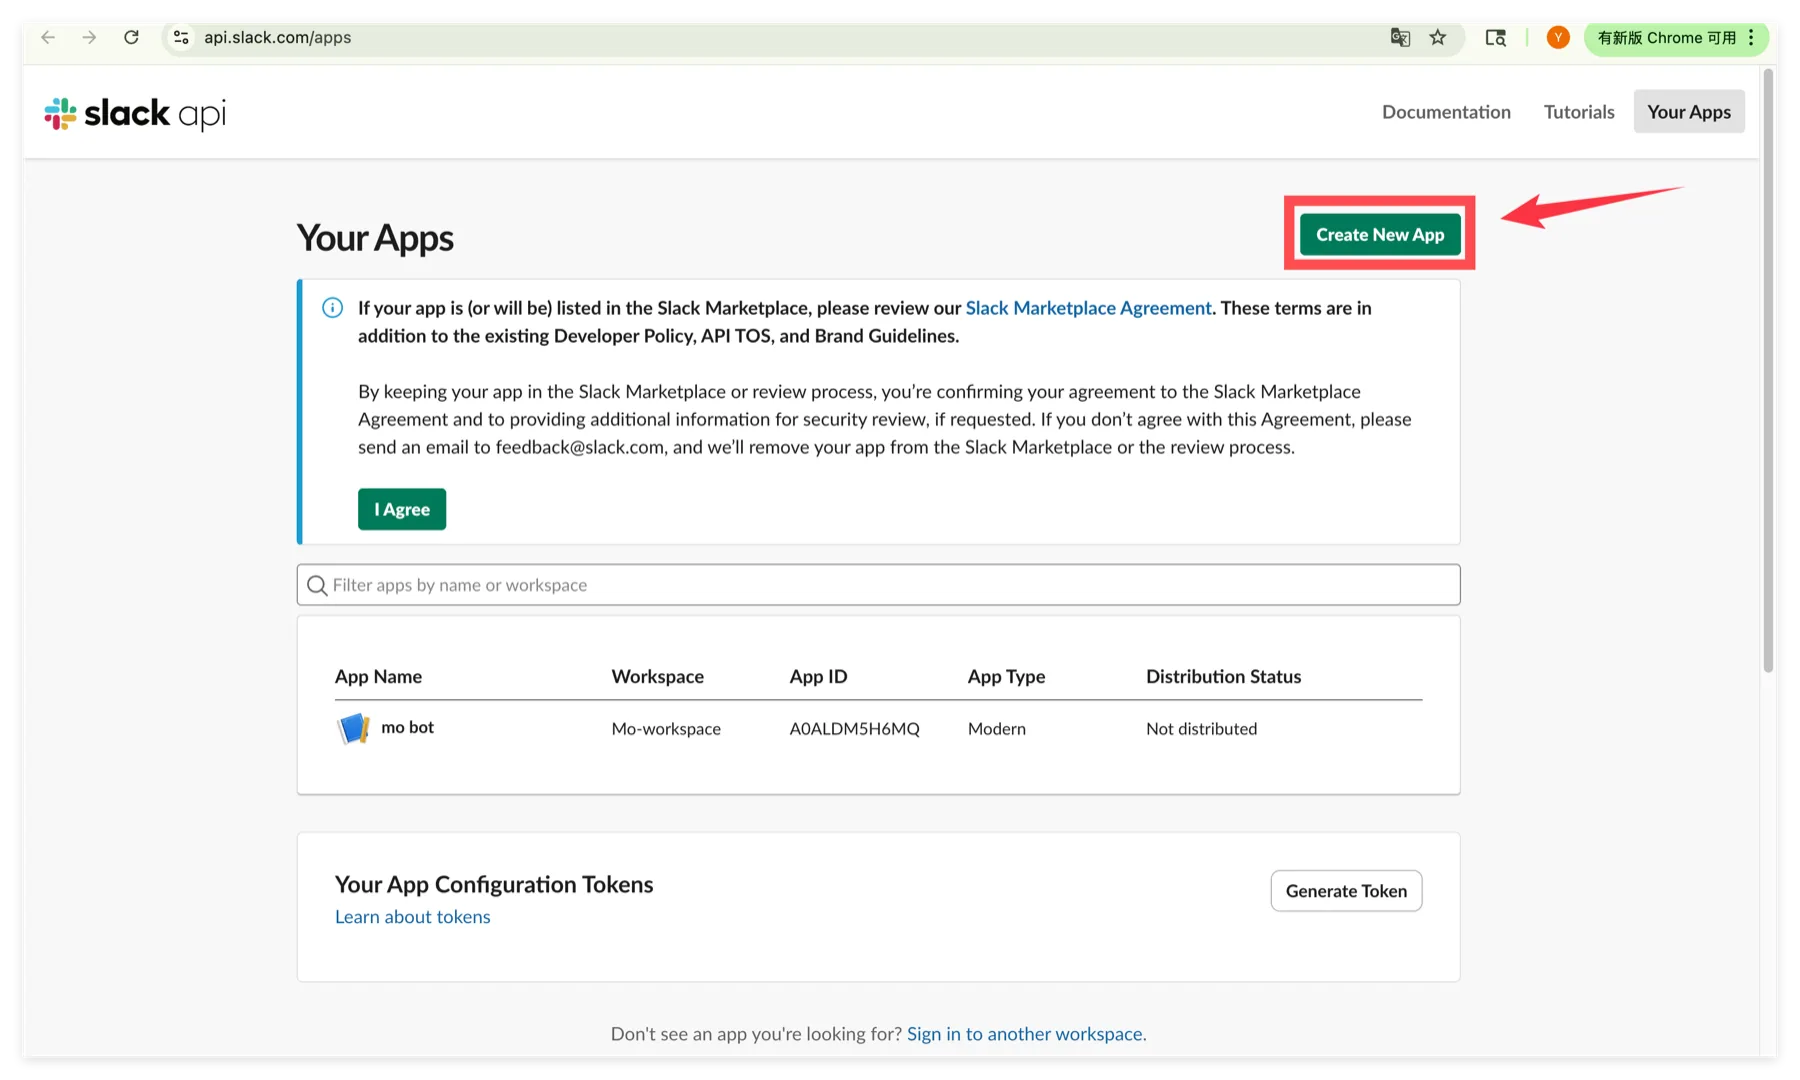 api.slack.com/apps
Y
有新版 Chrome 可用
slack api
Documentation
Tutorials
Your Apps
Your Apps
Create New App
If your app is (or will be) listed in the Slack Marketplace, please review our Slack Marketplace Agreement. These terms are in
addition to the existing Developer Policy, API TOS, and Brand Guidelines.
By keeping your app in the Slack Marketplace or review process, you’re confirming your agreement to the Slack Marketplace
Agreement and to providing additional information for security review, if requested. If you don’t agree with this Agreement, please
send an email to feedback@slack.com, and we’ll remove your app from the Slack Marketplace or the review process.
I Agree
Filter apps by name or workspace
App Name Workspace App ID App Type Distribution Status
mo bot Mo-workspace A0ALDM5H6MQ Modern Not distributed
Your App Configuration Tokens
Learn about tokens
Generate Token
Don't see an app you're looking for? Sign in to another workspace.